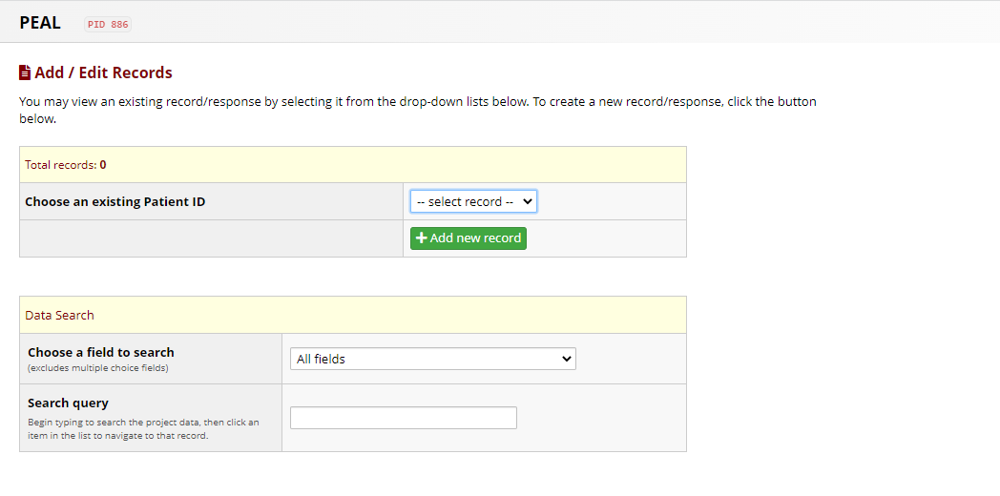 PEAL PID 886
Add / Edit Records
You may view an existing record/response by selecting it from the drop-down lists below. To create a new record/response, click the button
below.
Total records: 0
Choose an existing Patient ID
-- select record --
Add new record
Data Search
Choose a field to search
(excludes multiple choice fields)
All fields
Search query
Begin typing to search the project data, then click an
item in the list to navigate to that record.